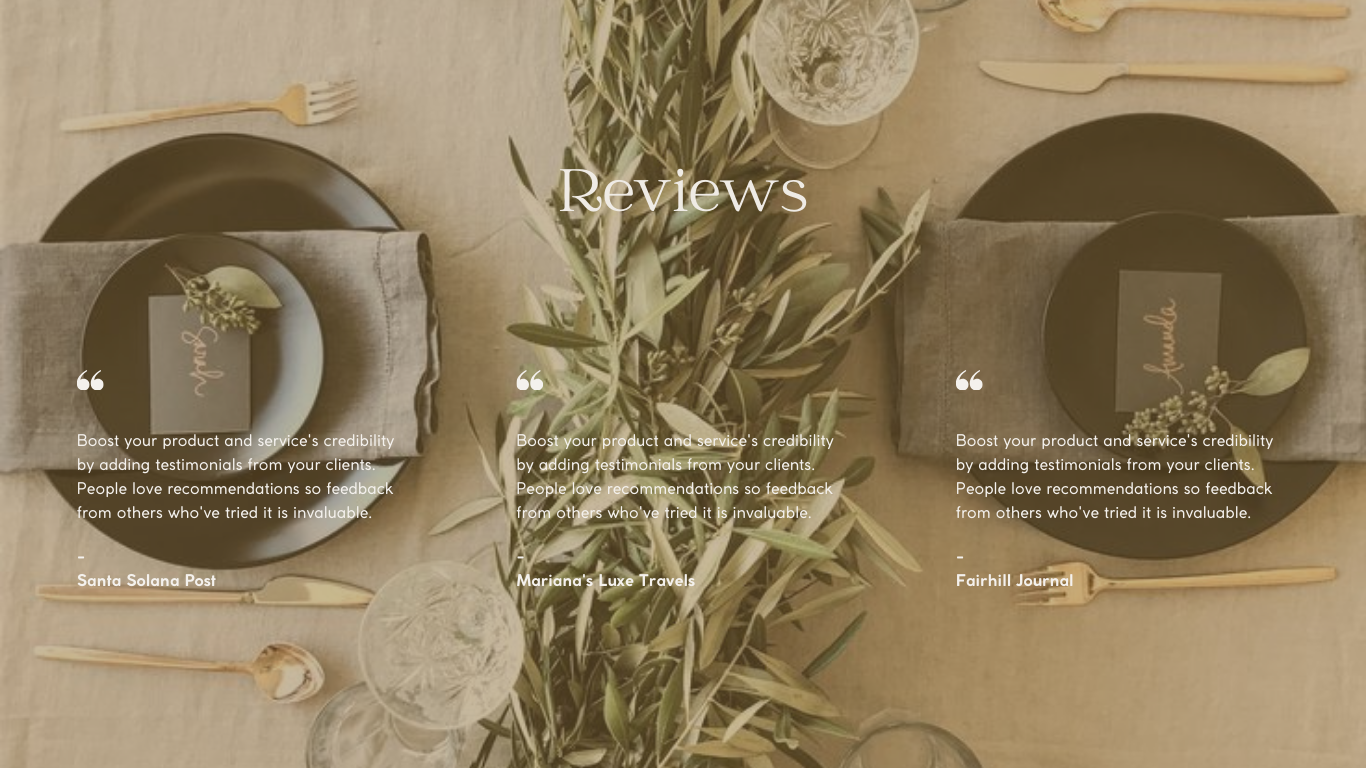 Reviews
Sarah
Amanda
“
Boost your product and service's credibility
by adding testimonials from your clients.
People love recommendations so feedback
from others who've tried it is invaluable.
-
Santa Solana Post
“
Boost your product and service's credibility
by adding testimonials from your clients.
People love recommendations so feedback
from others who've tried it is invaluable.
-
Mariana's Luxe Travels
“
Boost your product and service's credibility
by adding testimonials from your clients.
People love recommendations so feedback
from others who've tried it is invaluable.
-
Fairhill Journal